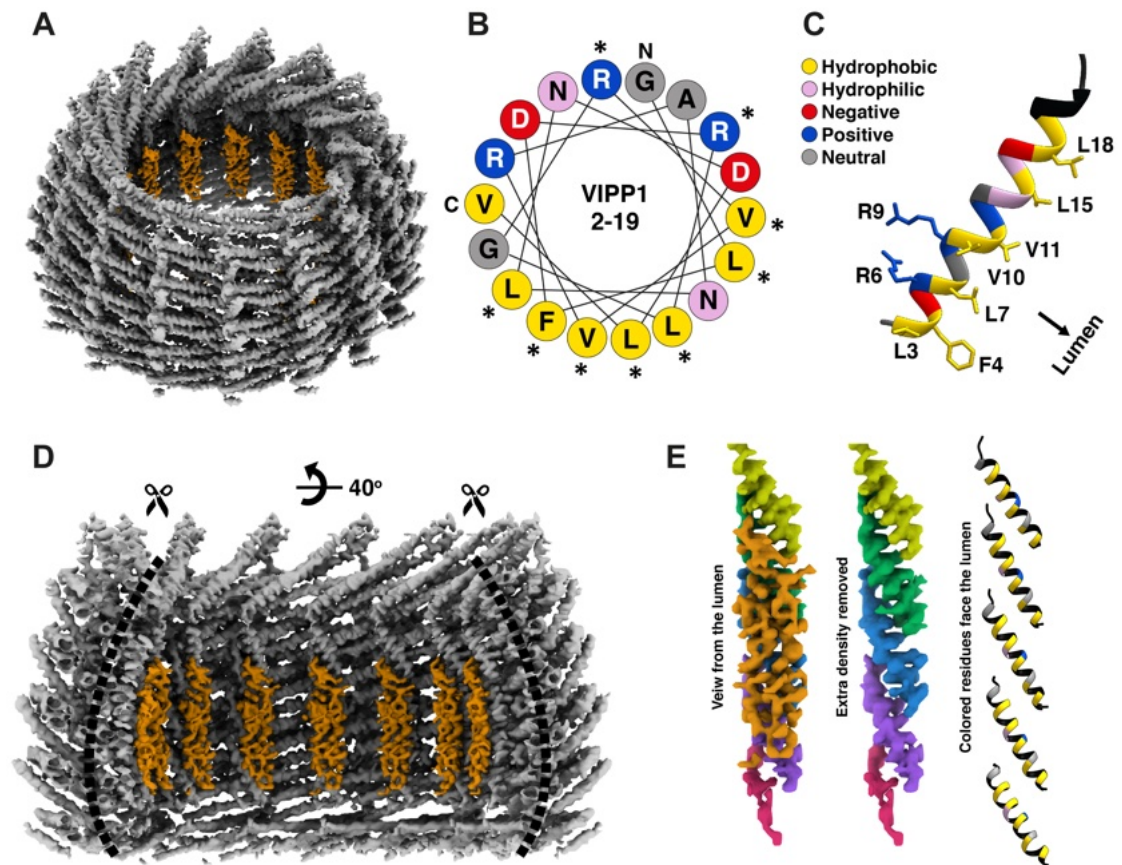 A
B
C
* N
R G
N A
D R *
R D
C V VIPP1 V *
2-19
G L *
L N
* F V L L
* * * *
Hydrophobic
Hydrophilic
Negative
Positive
Neutral
L18
L15
R9
V11
V10
R6
L7
L3
F4
Lumen
D
40º
E
Veiw from the lumen
Extra density removed
Colored residues face the lumen